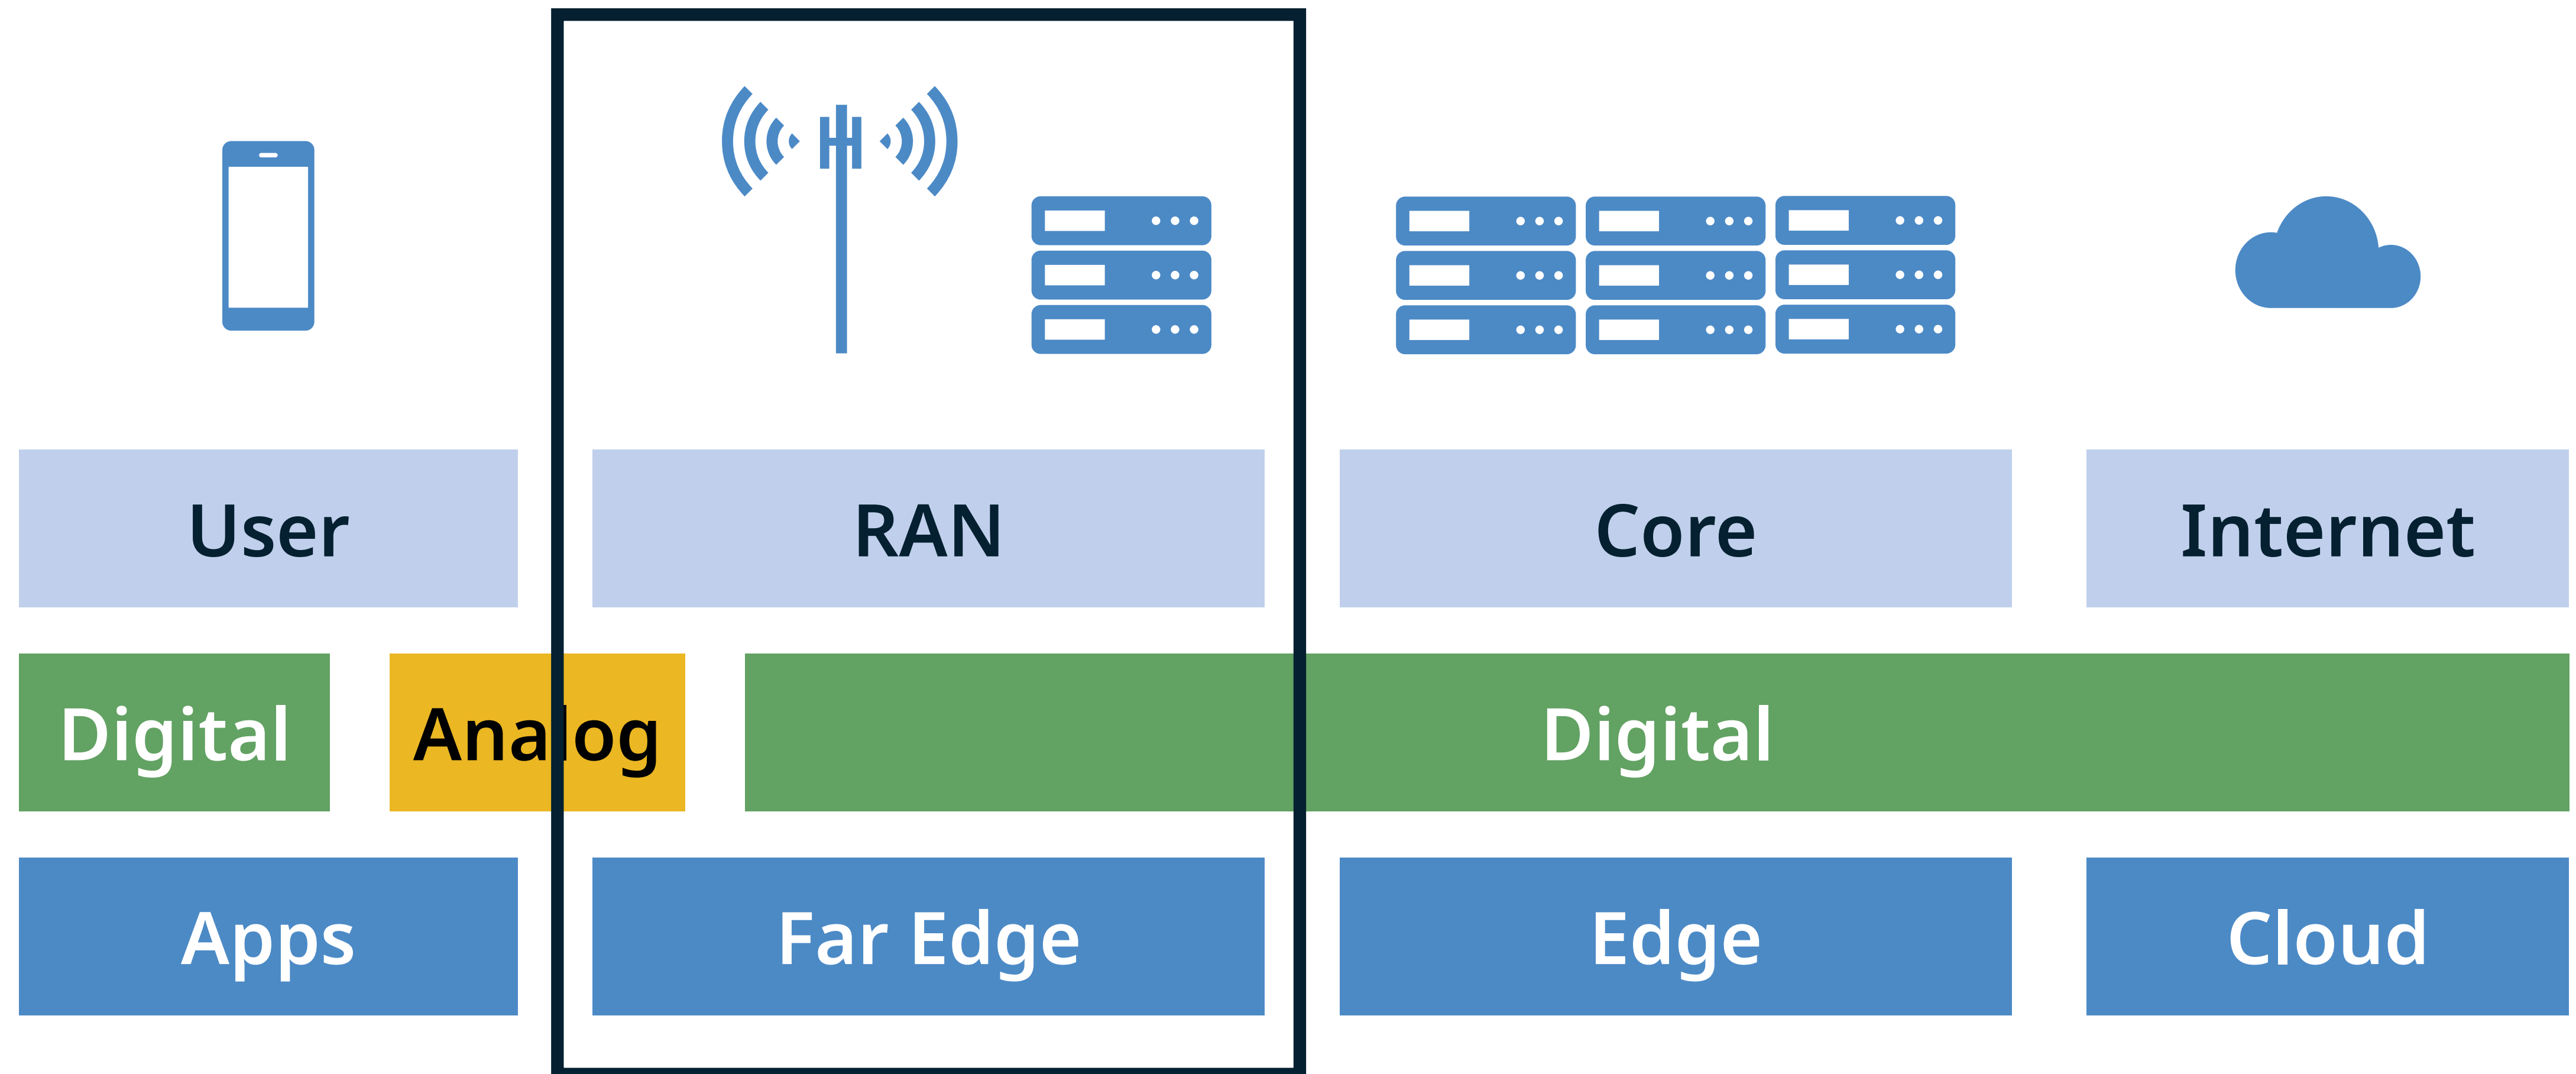 User
RAN
Core
Internet
Digital
Analog
Digital
Apps
Far Edge
Edge
Cloud